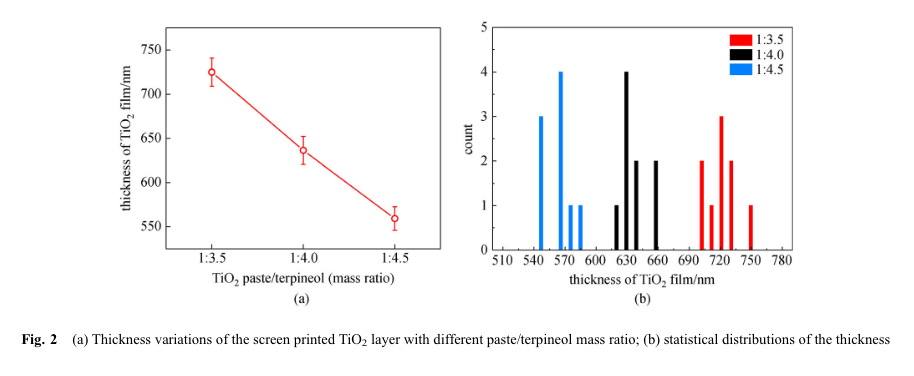 thickness of TiO₂ film/nm
750
700
650
600
550
1:3.5 1:4.0 1:4.5
TiO₂ paste/terpineol (mass ratio)
(a)
count
5
4
3
2
1
0
1:3.5
1:4.0
1:4.5
510 540 570 600 630 660 690 720 750 780
thickness of TiO₂ film/nm
(b)
Fig. 2 (a) Thickness variations of the screen printed TiO₂ layer with different paste/terpineol mass ratio; (b) statistical distributions of the thickness